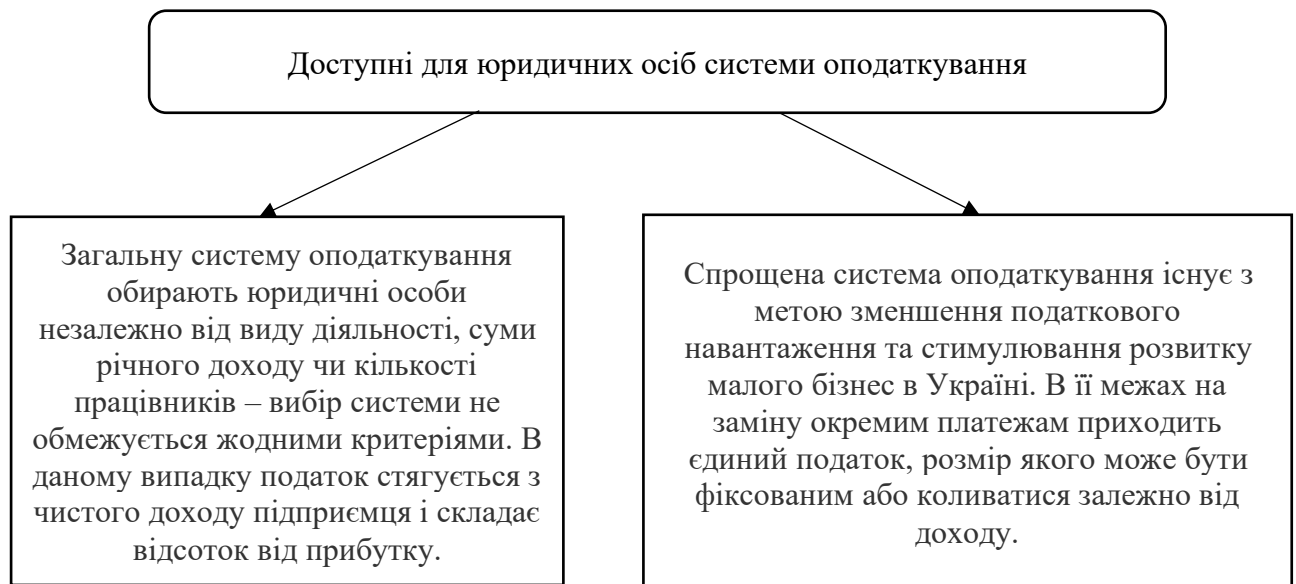 Доступні для юридичних осіб системи оподаткування
Загальну систему оподаткування
обирають юридичні особи
незалежно від виду діяльності, суми
річного доходу чи кількості
працівників – вибір системи не
обмежується жодними критеріями. В
даному випадку податок стягується з
чистого доходу підприємця і складає
відсоток від прибутку.
Спрощена система оподаткування існує з
метою зменшення податкового
навантаження та стимулювання розвитку
малого бізнес в Україні. В її межах на
заміну окремим платежам приходить
єдиний податок, розмір якого може бути
фіксованим або коливатися залежно від
доходу.